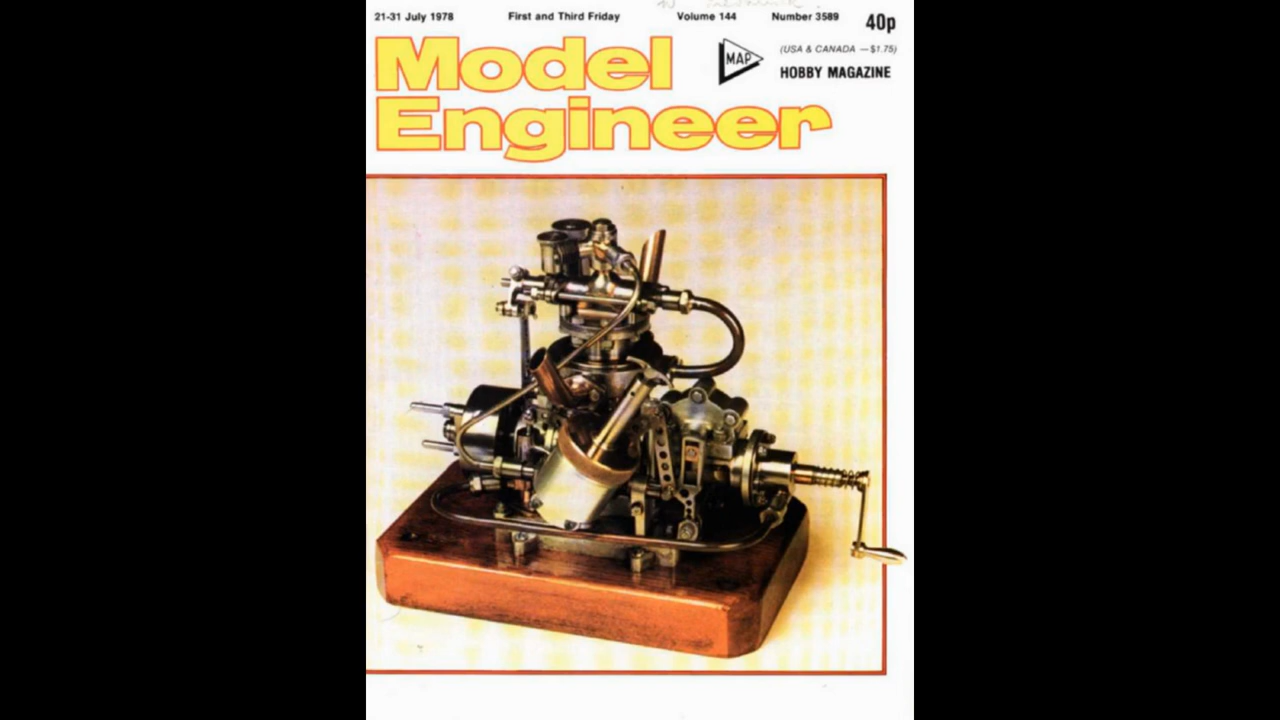 21-31 July 1978 First and Third Friday Volume 144 Number 3589 40p
Model
Engineer
MAP
(USA & CANADA — $1.75)
HOBBY MAGAZINE